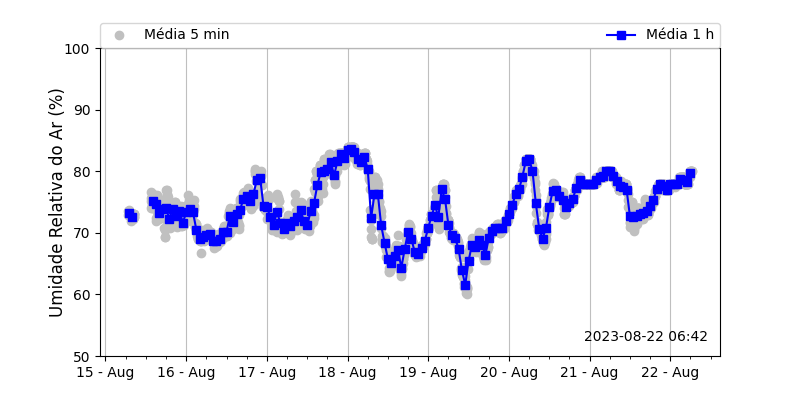 Média 5 min Média 1 h
100
90
80
70
60
50
Umidade Relativa do Ar (%)
2023-08-22 06:42
15 - Aug 16 - Aug 17 - Aug 18 - Aug 19 - Aug 20 - Aug 21 - Aug 22 - Aug